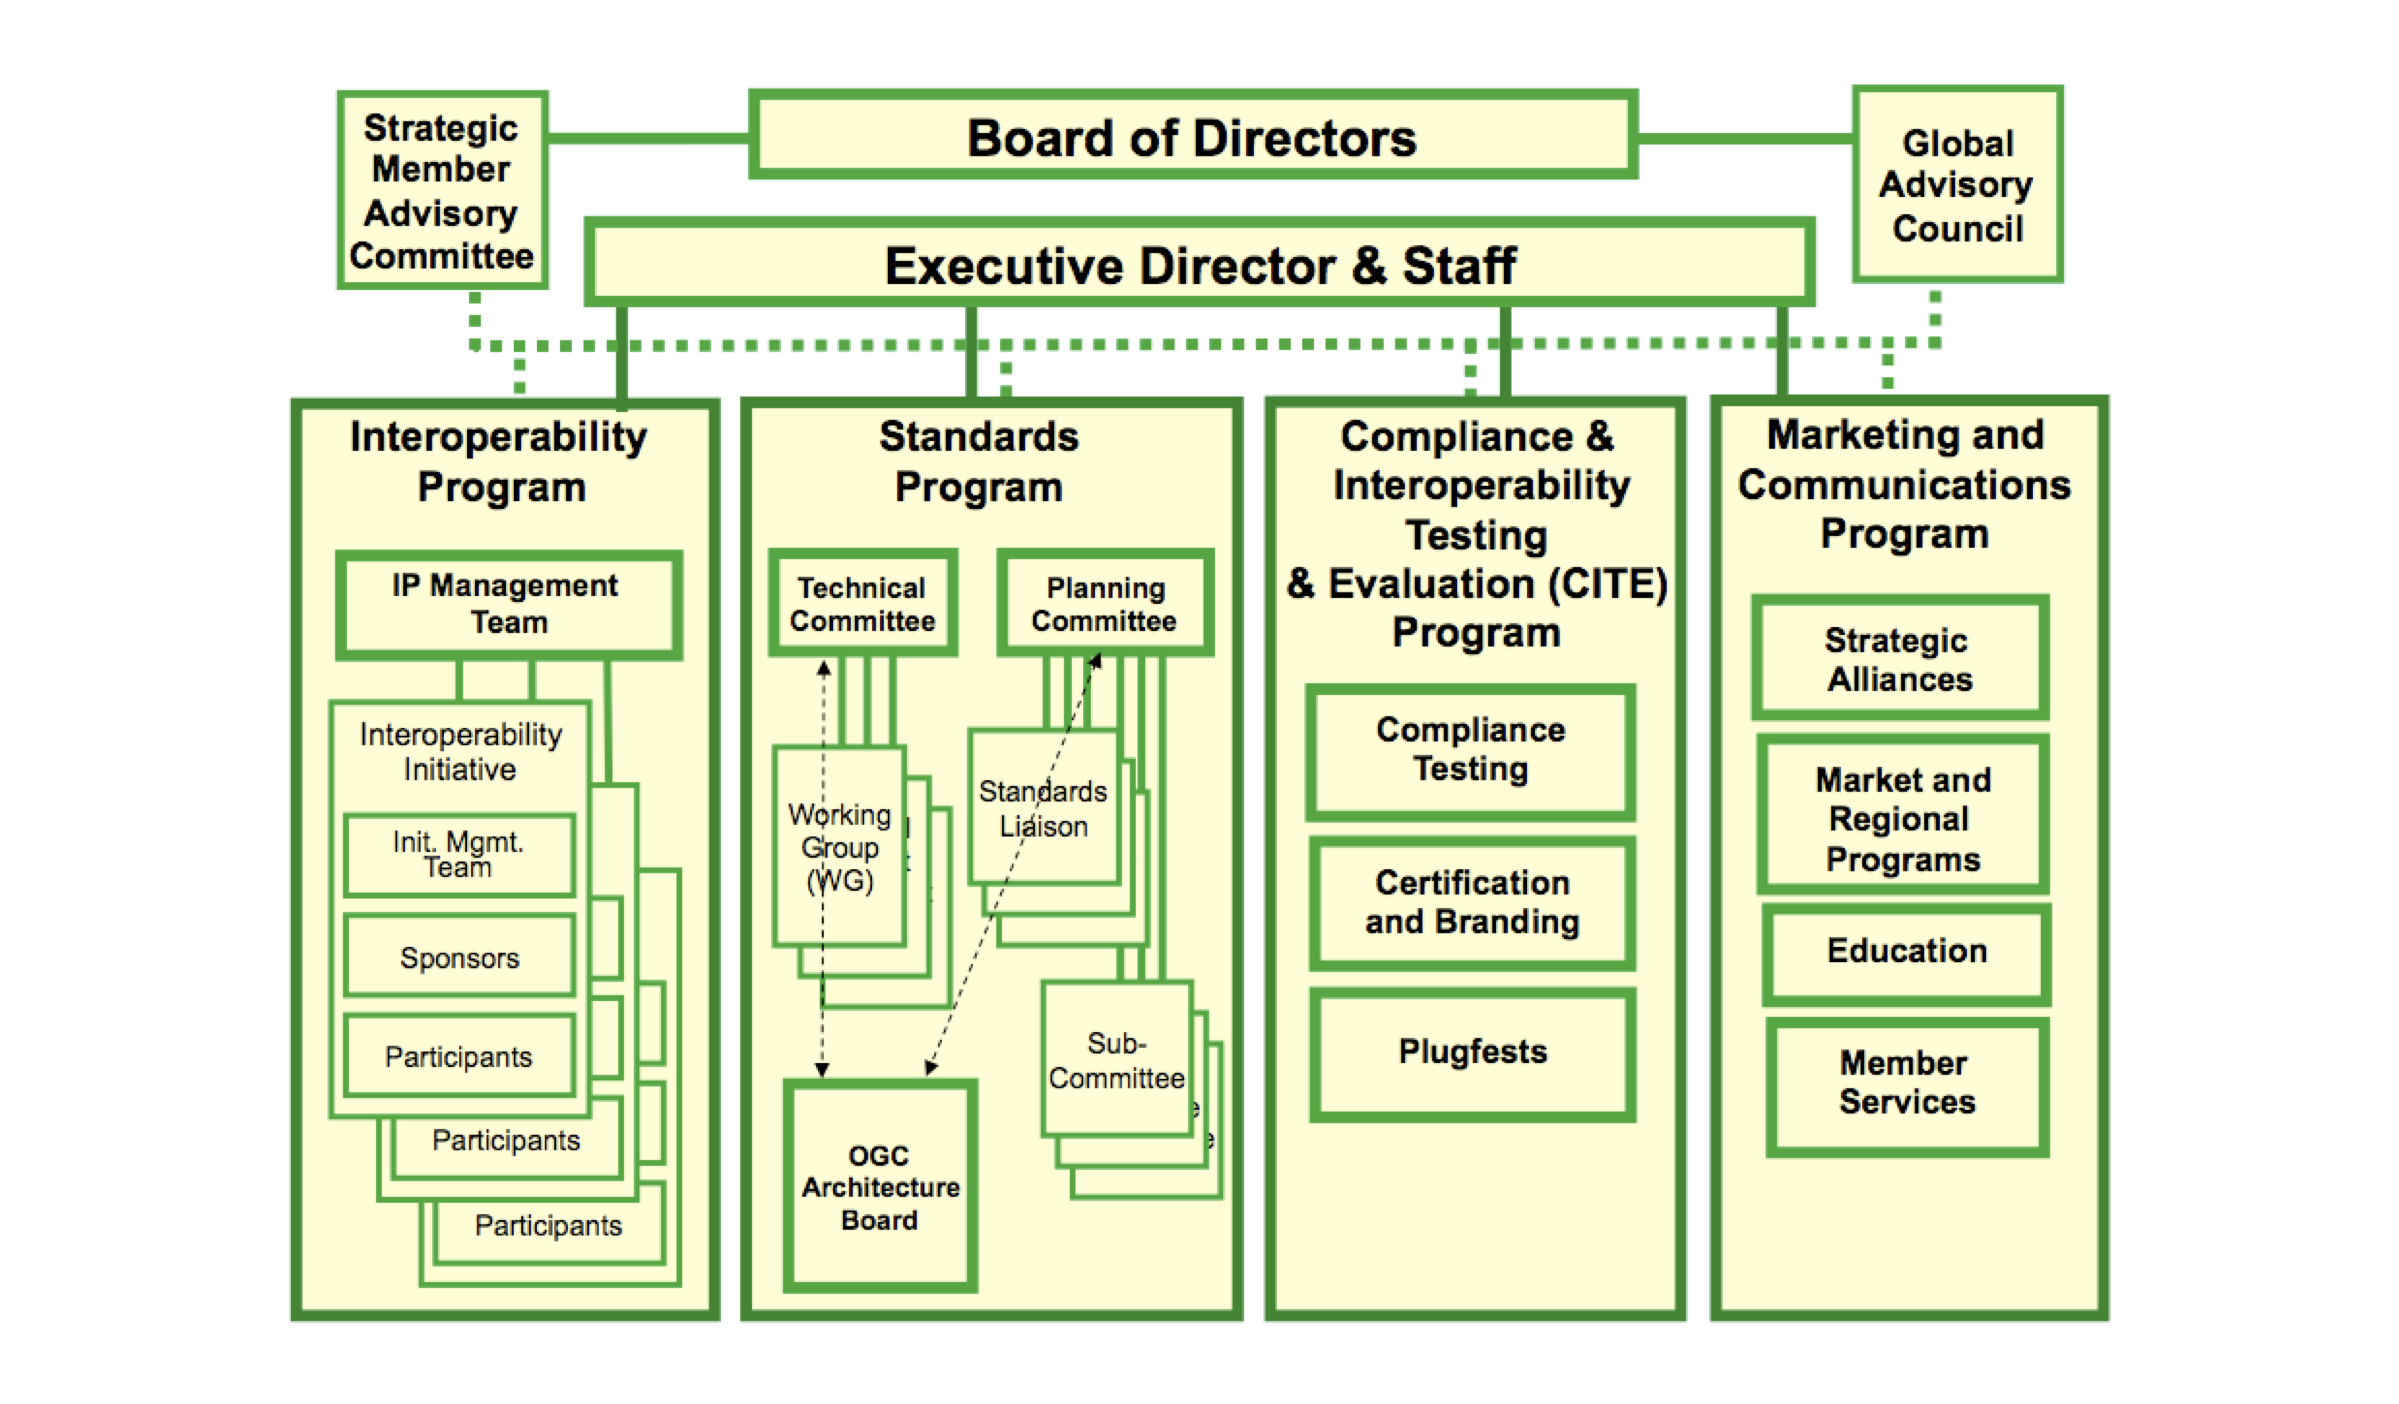 Strategic
Member
Advisory
Committee
Board of Directors
Global
Advisory
Council
Executive Director & Staff
Interoperability
Program
IP Management
Team
Interoperability
Initiative
Init. Mgmt.
Team
Sponsors
Participants
Participants
Participants
Standards
Program
Technical
Committee
Planning
Committee
Working
Group
(WG)
Standards
Liaison
Sub-
Committee
OGC
Architecture
Board
Compliance &
Interoperability
Testing
& Evaluation (CITE)
Program
Compliance
Testing
Certification
and Branding
Plugfests
Marketing and
Communications
Program
Strategic
Alliances
Market and
Regional
Programs
Education
Member
Services